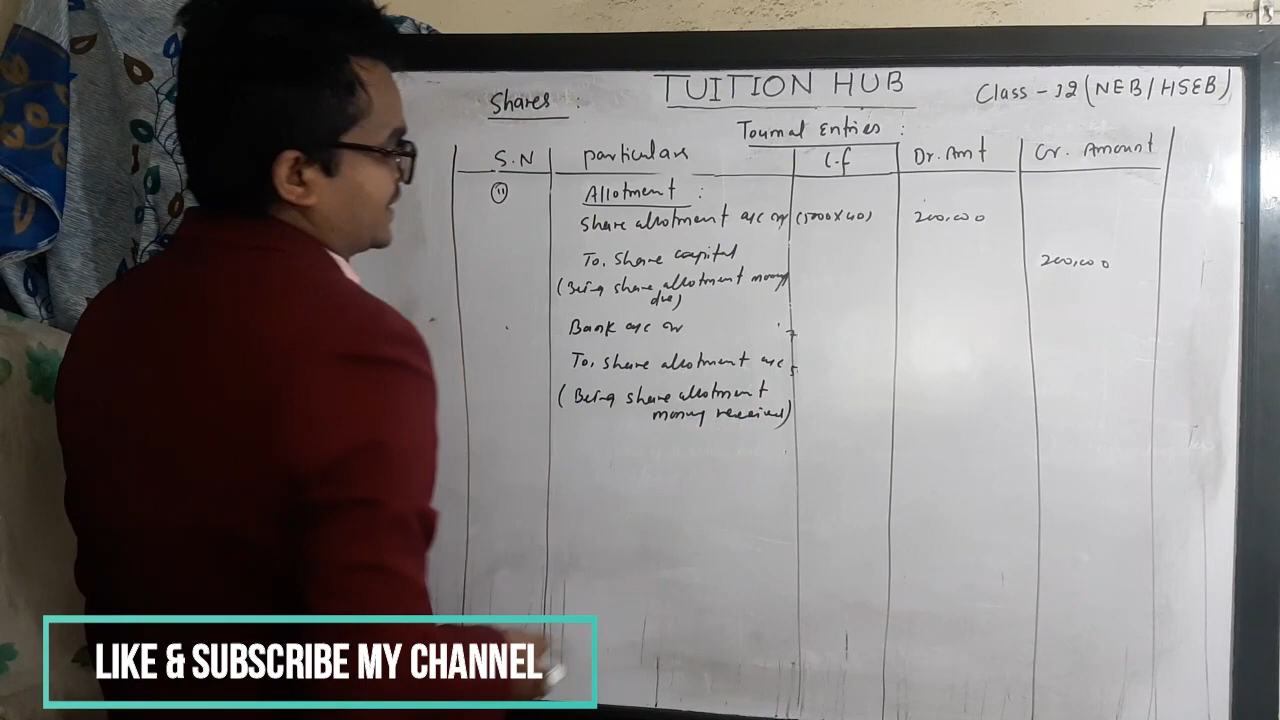 TUITION HUB
Shares :
Class - 12 (NEB/HSEB)
Journal Entries :
S.N particulars L.f Dr. Amt Cr. Amount
(ii) Allotment :
Share allotment a/c Dr (5000x40) 200,000
To, Share capital 200,000
(Being share allotment money
due)
Bank a/c Dr
To, Share allotment a/c
(Being share allotment
money received)
LIKE & SUBSCRIBE MY CHANNEL